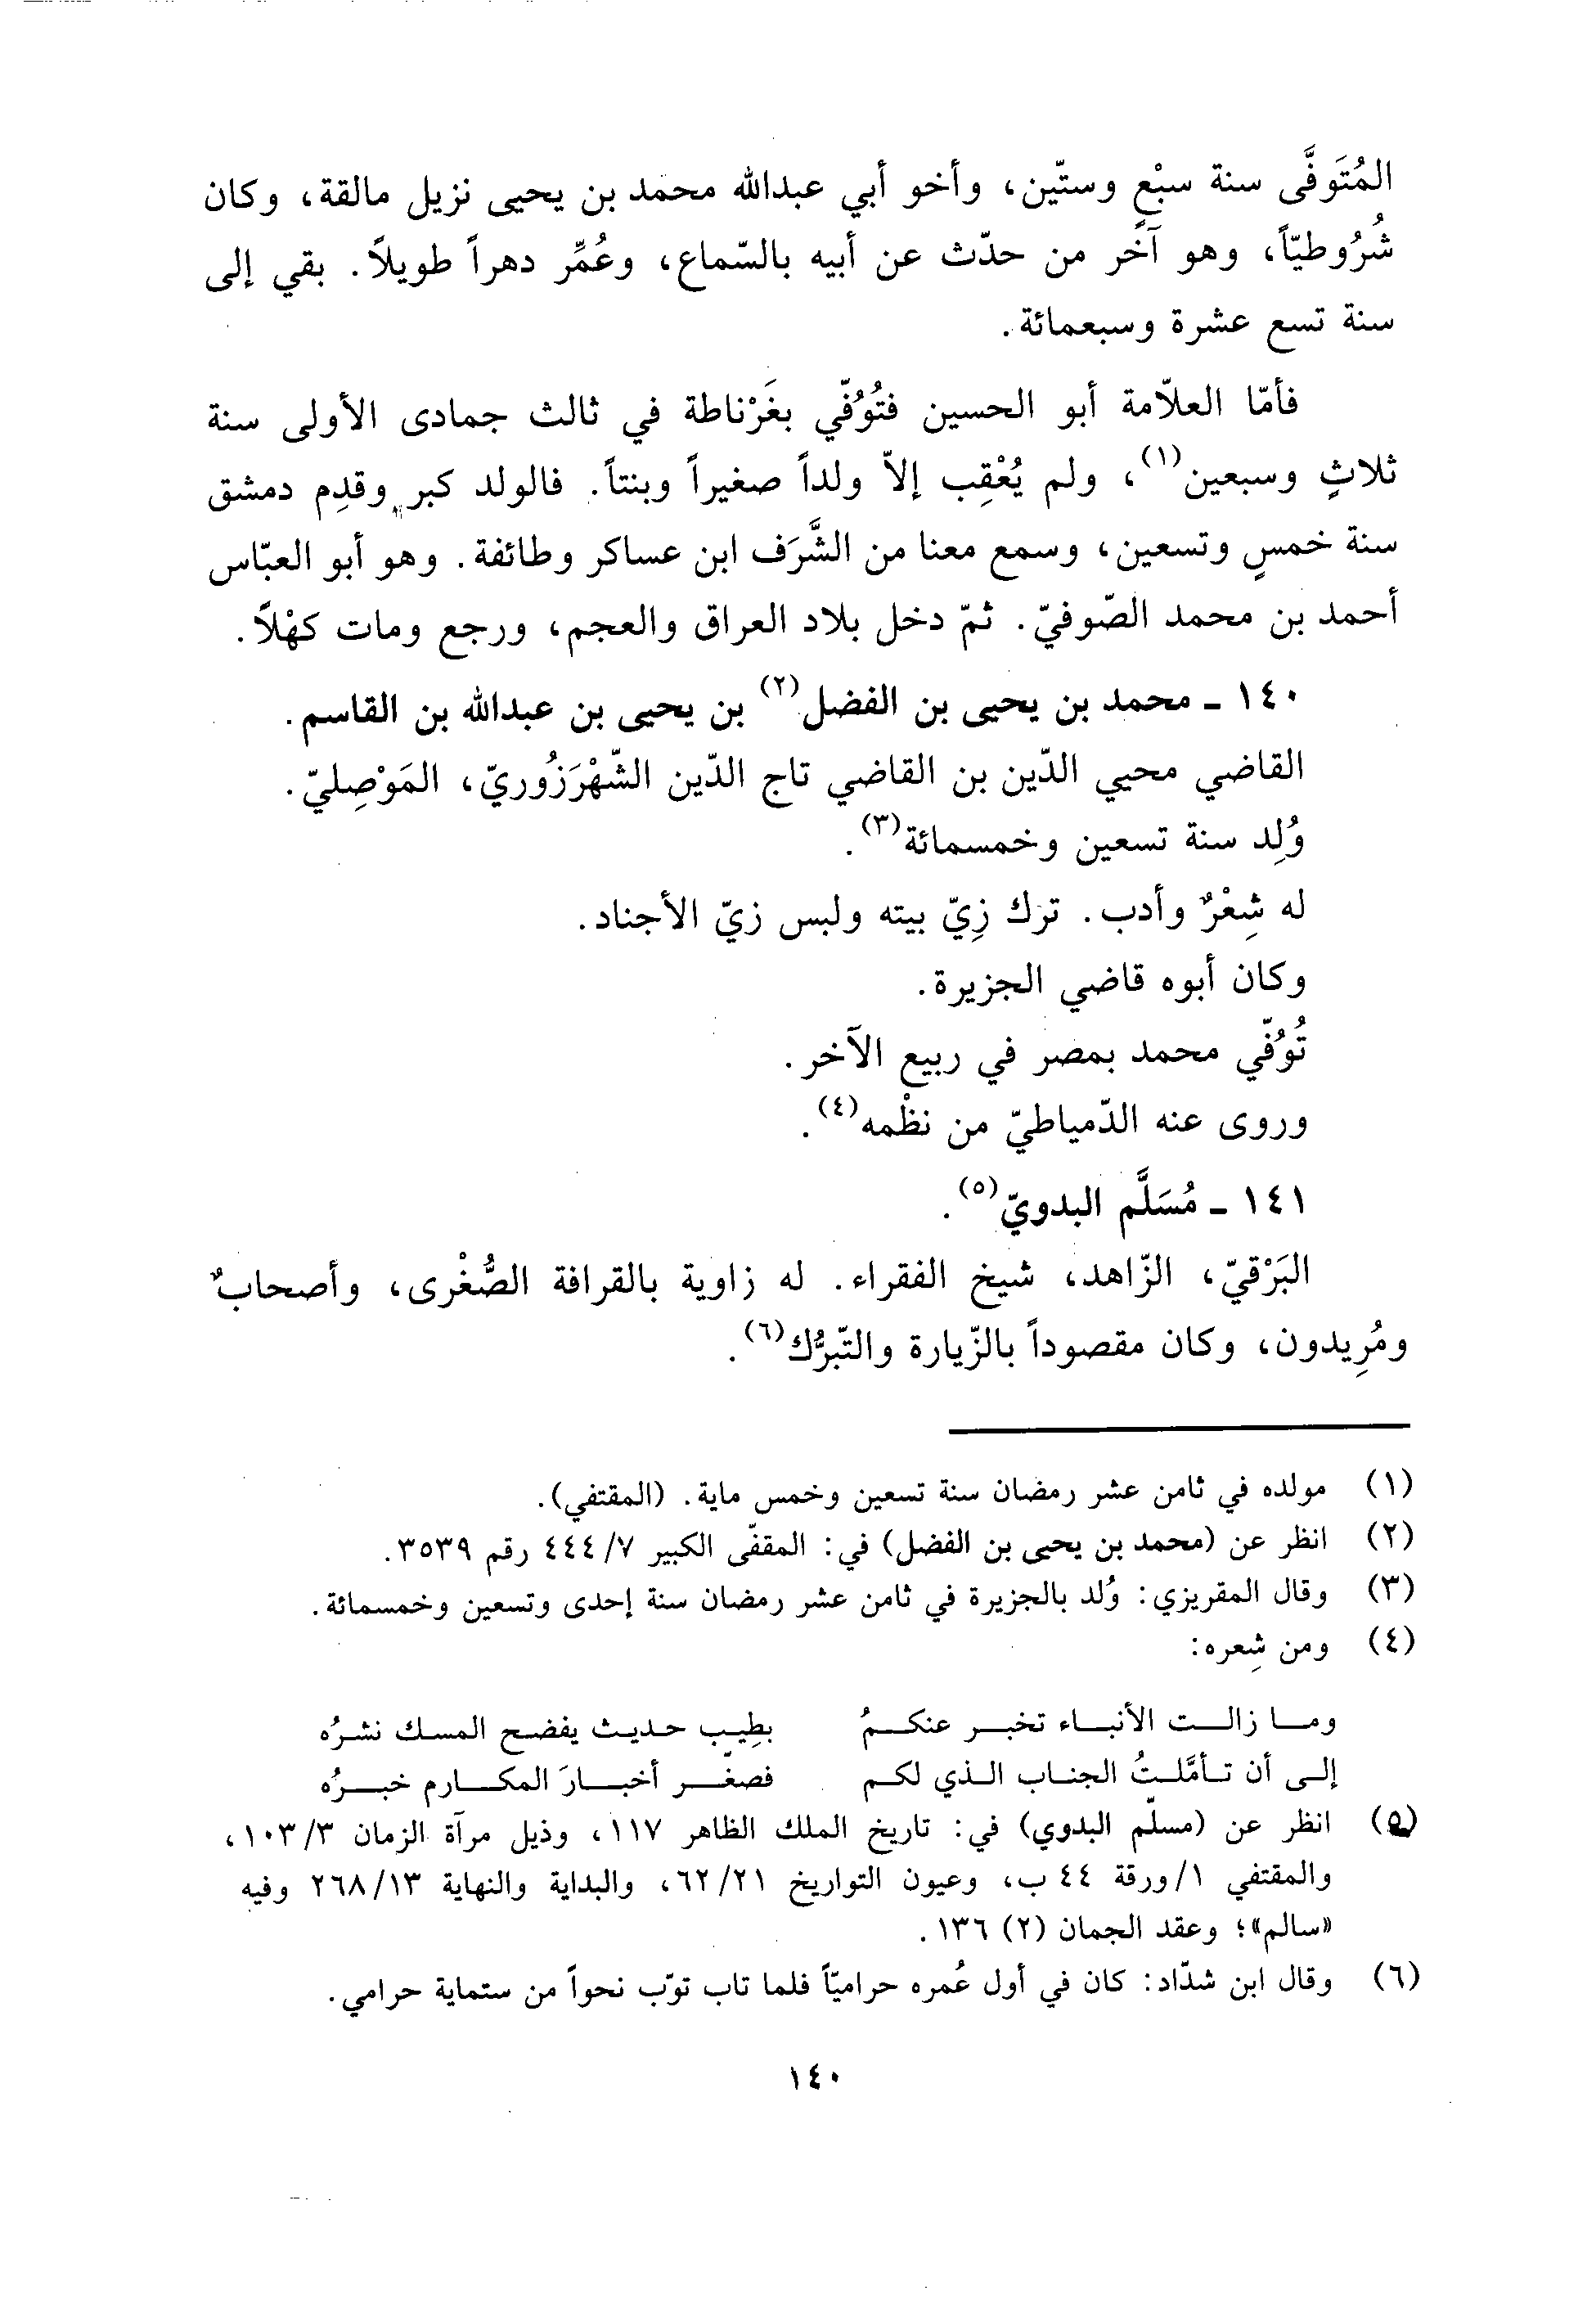 المُتَوفَّى سنة سبْعٍ وستّين، وأخو أبي عبدالله محمد بن يحيى نزيل مالقة، وكان
شُرُوطيّاً، وهو آخر من حدّث عن أبيه بالسّماع، وعُمِّر دهراً طويلاً. بقي إلى
سنة تسع عشرة وسبعمائة.
فأمّا العلاّمة أبو الحسين فتُوُفّي بغَرْناطة في ثالث جمادى الأولى سنة
ثلاثٍ وسبعين(١)، ولم يُعْقِب إلاّ ولداً صغيراً وبنتاً. فالولد كبر وقدِم دمشق
سنة خمسٍ وتسعين، وسمع معنا من الشَّرَف ابن عساكر وطائفة. وهو أبو العبّاس
أحمد بن محمد الصّوفيّ. ثمّ دخل بلاد العراق والعجم، ورجع ومات كهْلاً.
١٤٠ ـ محمد بن يحيى بن الفضل(٢) بن يحيى بن عبدالله بن القاسم.
القاضي محيي الدّين بن القاضي تاج الدّين الشّهْرَزُوريّ، المَوْصِليّ.
وُلِد سنة تسعين وخمسمائة(٣).
له شِعْرٌ وأدب. ترك زِيّ بيته ولبس زيّ الأجناد.
وكان أبوه قاضي الجزيرة.
تُوُفّي محمد بمصر في ربيع الآخر.
وروى عنه الدّمياطيّ من نظْمه(٤).
١٤١ ـ مُسَلَّم البدويّ(٥).
البَرْقيّ، الزّاهد، شيخ الفقراء. له زاوية بالقرافة الصُّغْرى، وأصحابٌ
ومُرِيدون، وكان مقصوداً بالزّيارة والتّبرُّك(٦).
(١) مولده في ثامن عشر رمضان سنة تسعين وخمس ماية. (المقتفي).
(٢) انظر عن (محمد بن يحيى بن الفضل) في: المقفّى الكبير ٧/٤٤٤ رقم ٣٥٣٩.
(٣) وقال المقريزي: وُلد بالجزيرة في ثامن عشر رمضان سنة إحدى وتسعين وخمسمائة.
(٤) ومن شِعره:
وما زالت الأنباء تخبر عنكمُ بطِيب حديث يفضح المسك نشرُه
إلى أن تأمَّلتُ الجناب الذي لكم فصغّر أخبارَ المكارم خبرُه
(٥) انظر عن (مسلّم البدوي) في: تاريخ الملك الظاهر ١١٧، وذيل مرآة الزمان ٣/١٠٣،
والمقتفي ١/ورقة ٤٤ ب، وعيون التواريخ ٢١/٦٢، والبداية والنهاية ١٣/٢٦٨ وفيه
«سالم»؛ وعقد الجمان (٢) ١٣٦.
(٦) وقال ابن شدّاد: كان في أول عُمره حراميّاً فلما تاب توّب نحواً من ستماية حرامي.
١٤٠